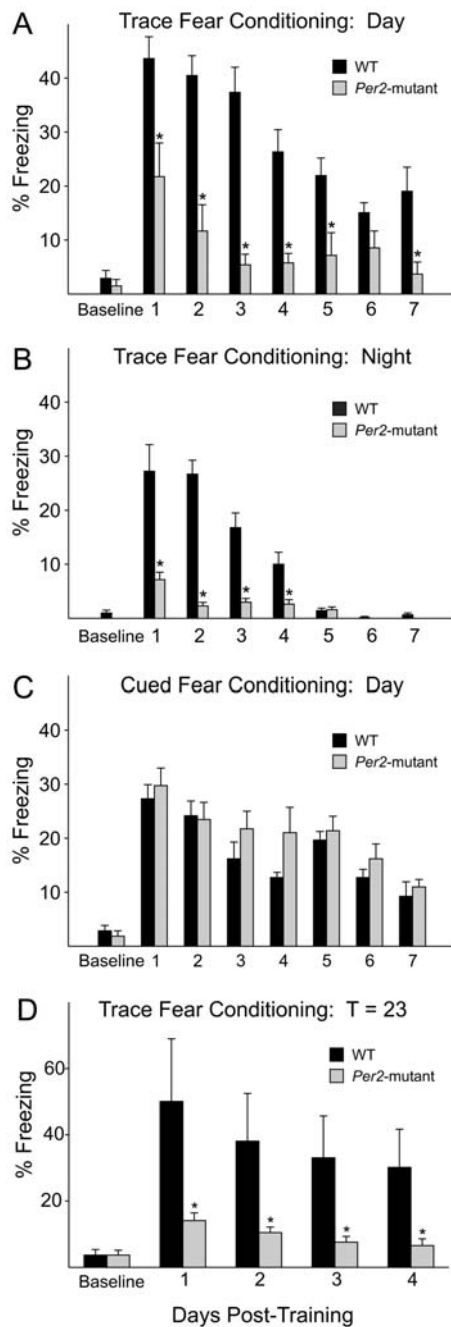 A Trace Fear Conditioning: Day
WT
Per2-mutant
% Freezing
40
30
20
10
*
*
*
*
*
*
Baseline 1 2 3 4 5 6 7
B Trace Fear Conditioning: Night
WT
Per2-mutant
% Freezing
40
30
20
10
*
*
*
*
Baseline 1 2 3 4 5 6 7
C Cued Fear Conditioning: Day
WT
Per2-mutant
% Freezing
40
30
20
10
Baseline 1 2 3 4 5 6 7
D Trace Fear Conditioning: T = 23
WT
Per2-mutant
% Freezing
60
40
20
*
*
*
*
Baseline 1 2 3 4
Days Post-Training